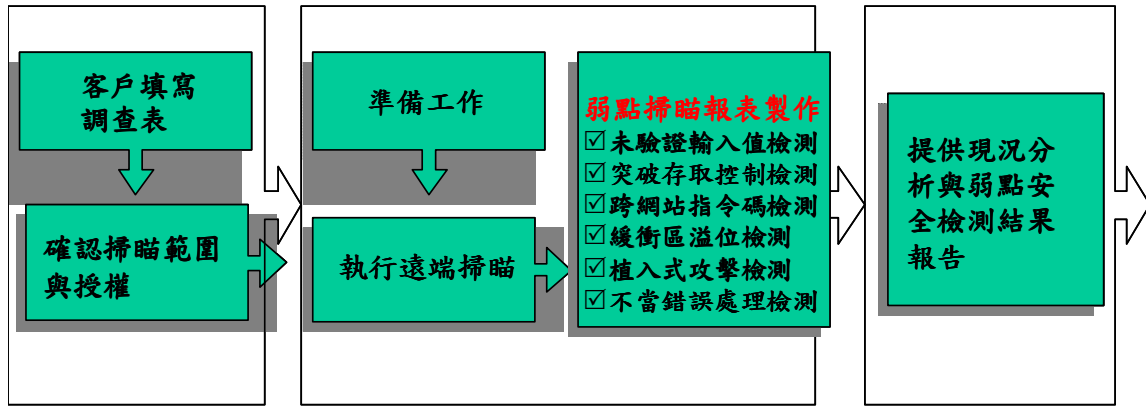 客戶填寫
調查表
確認掃瞄範圍
與授權
準備工作
執行遠端掃瞄
弱點掃瞄報表製作
☑未驗證輸入值檢測
☑突破存取控制檢測
☑跨網站指令碼檢測
☑緩衝區溢位檢測
☑植入式攻擊檢測
☑不當錯誤處理檢測
提供現況分
析與弱點安
全檢測結果
報告